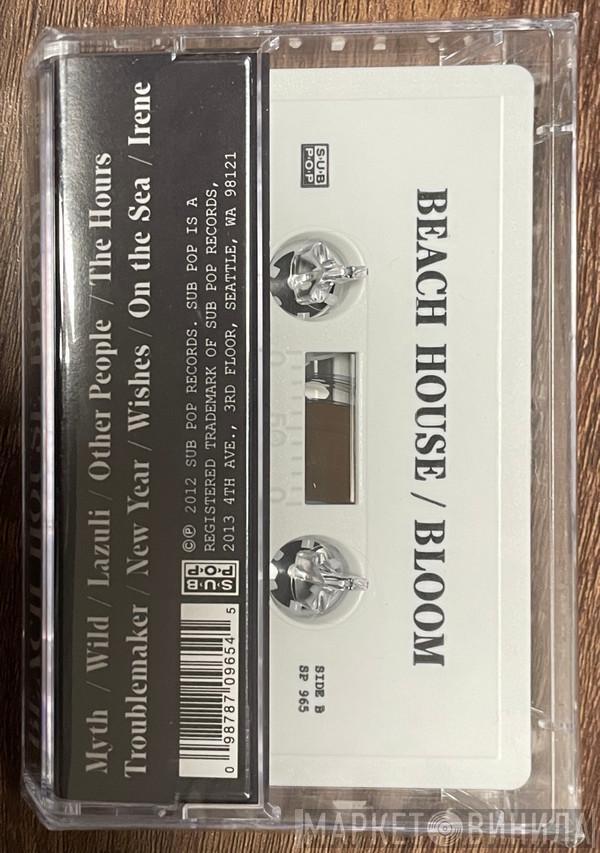 Myth / Wild / Lazuli / Other People / The Hours
Troublemaker / New Year / Wishes / On the Sea / Irene
©℗ 2012 SUB POP RECORDS. SUB POP IS A
REGISTERED TRADEMARK OF SUB POP RECORDS,
2013 4TH AVE., 3RD FLOOR, SEATTLE, WA 98121
SUB
POP
0 98787 09654 5
SUB
POP
BEACH HOUSE / BLOOM
SIDE B
SP 965
0 50
МАРКЕТ ВИНИЛА